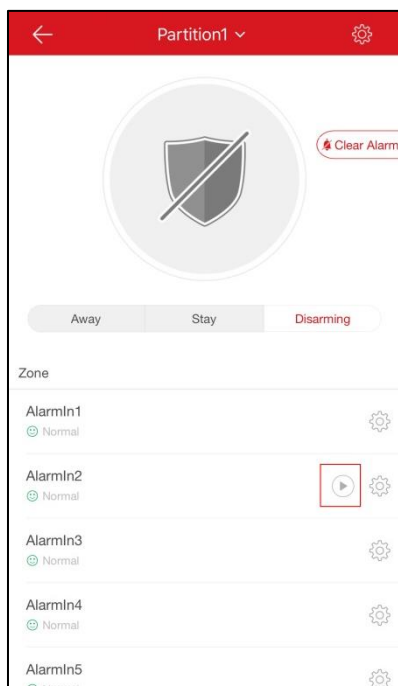 Partition1
Clear Alarm
Away Stay Disarming
Zone
AlarmIn1
Normal
AlarmIn2
Normal
AlarmIn3
Normal
AlarmIn4
Normal
AlarmIn5